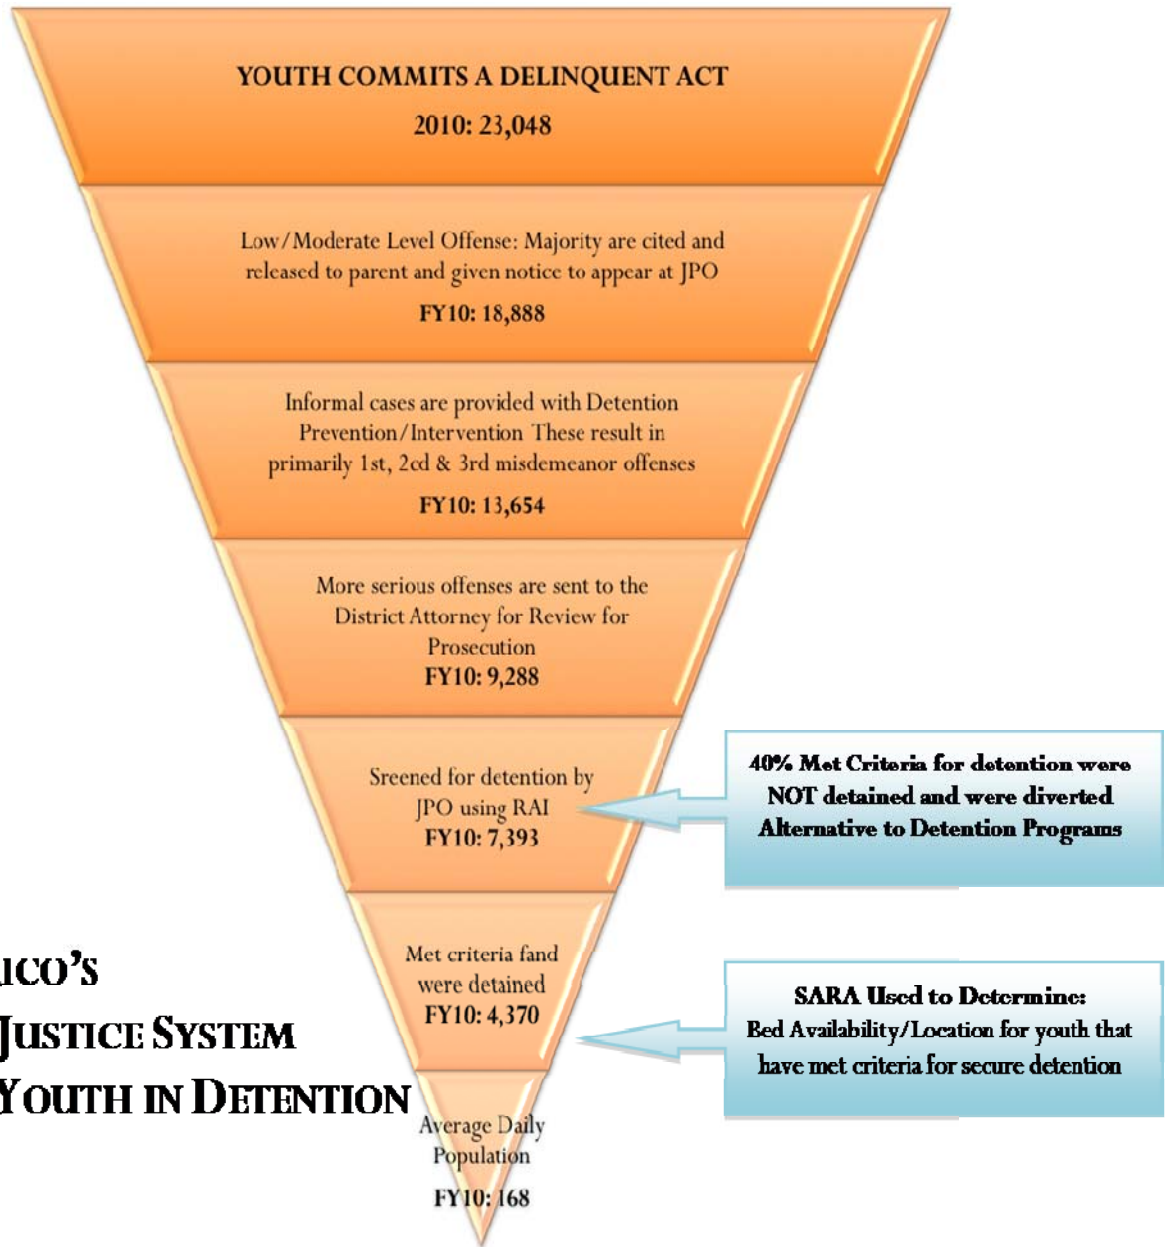 YOUTH COMMITS A DELINQUENT ACT
2010: 23,048
Low/Moderate Level Offense: Majority are cited and
released to parent and given notice to appear at JPO
FY10: 18,888
Informal cases are provided with Detention
Prevention/Intervention These result in
primarily 1st, 2cd & 3rd misdemeanor offenses
FY10: 13,654
More serious offenses are sent to the
District Attorney for Review for
Prosecution
FY10: 9,288
Sreened for detention by
JPO using RAI
FY10: 7,393
40% Met Criteria for detention were
NOT detained and were diverted
Alternative to Detention Programs
Met criteria fand
were detained
FY10: 4,370
SARA Used to Determine:
Bed Availability/Location for youth that
have met criteria for secure detention
ICO'S
JUSTICE SYSTEM
YOUTH IN DETENTION
Average Daily
Population
FY10: 168